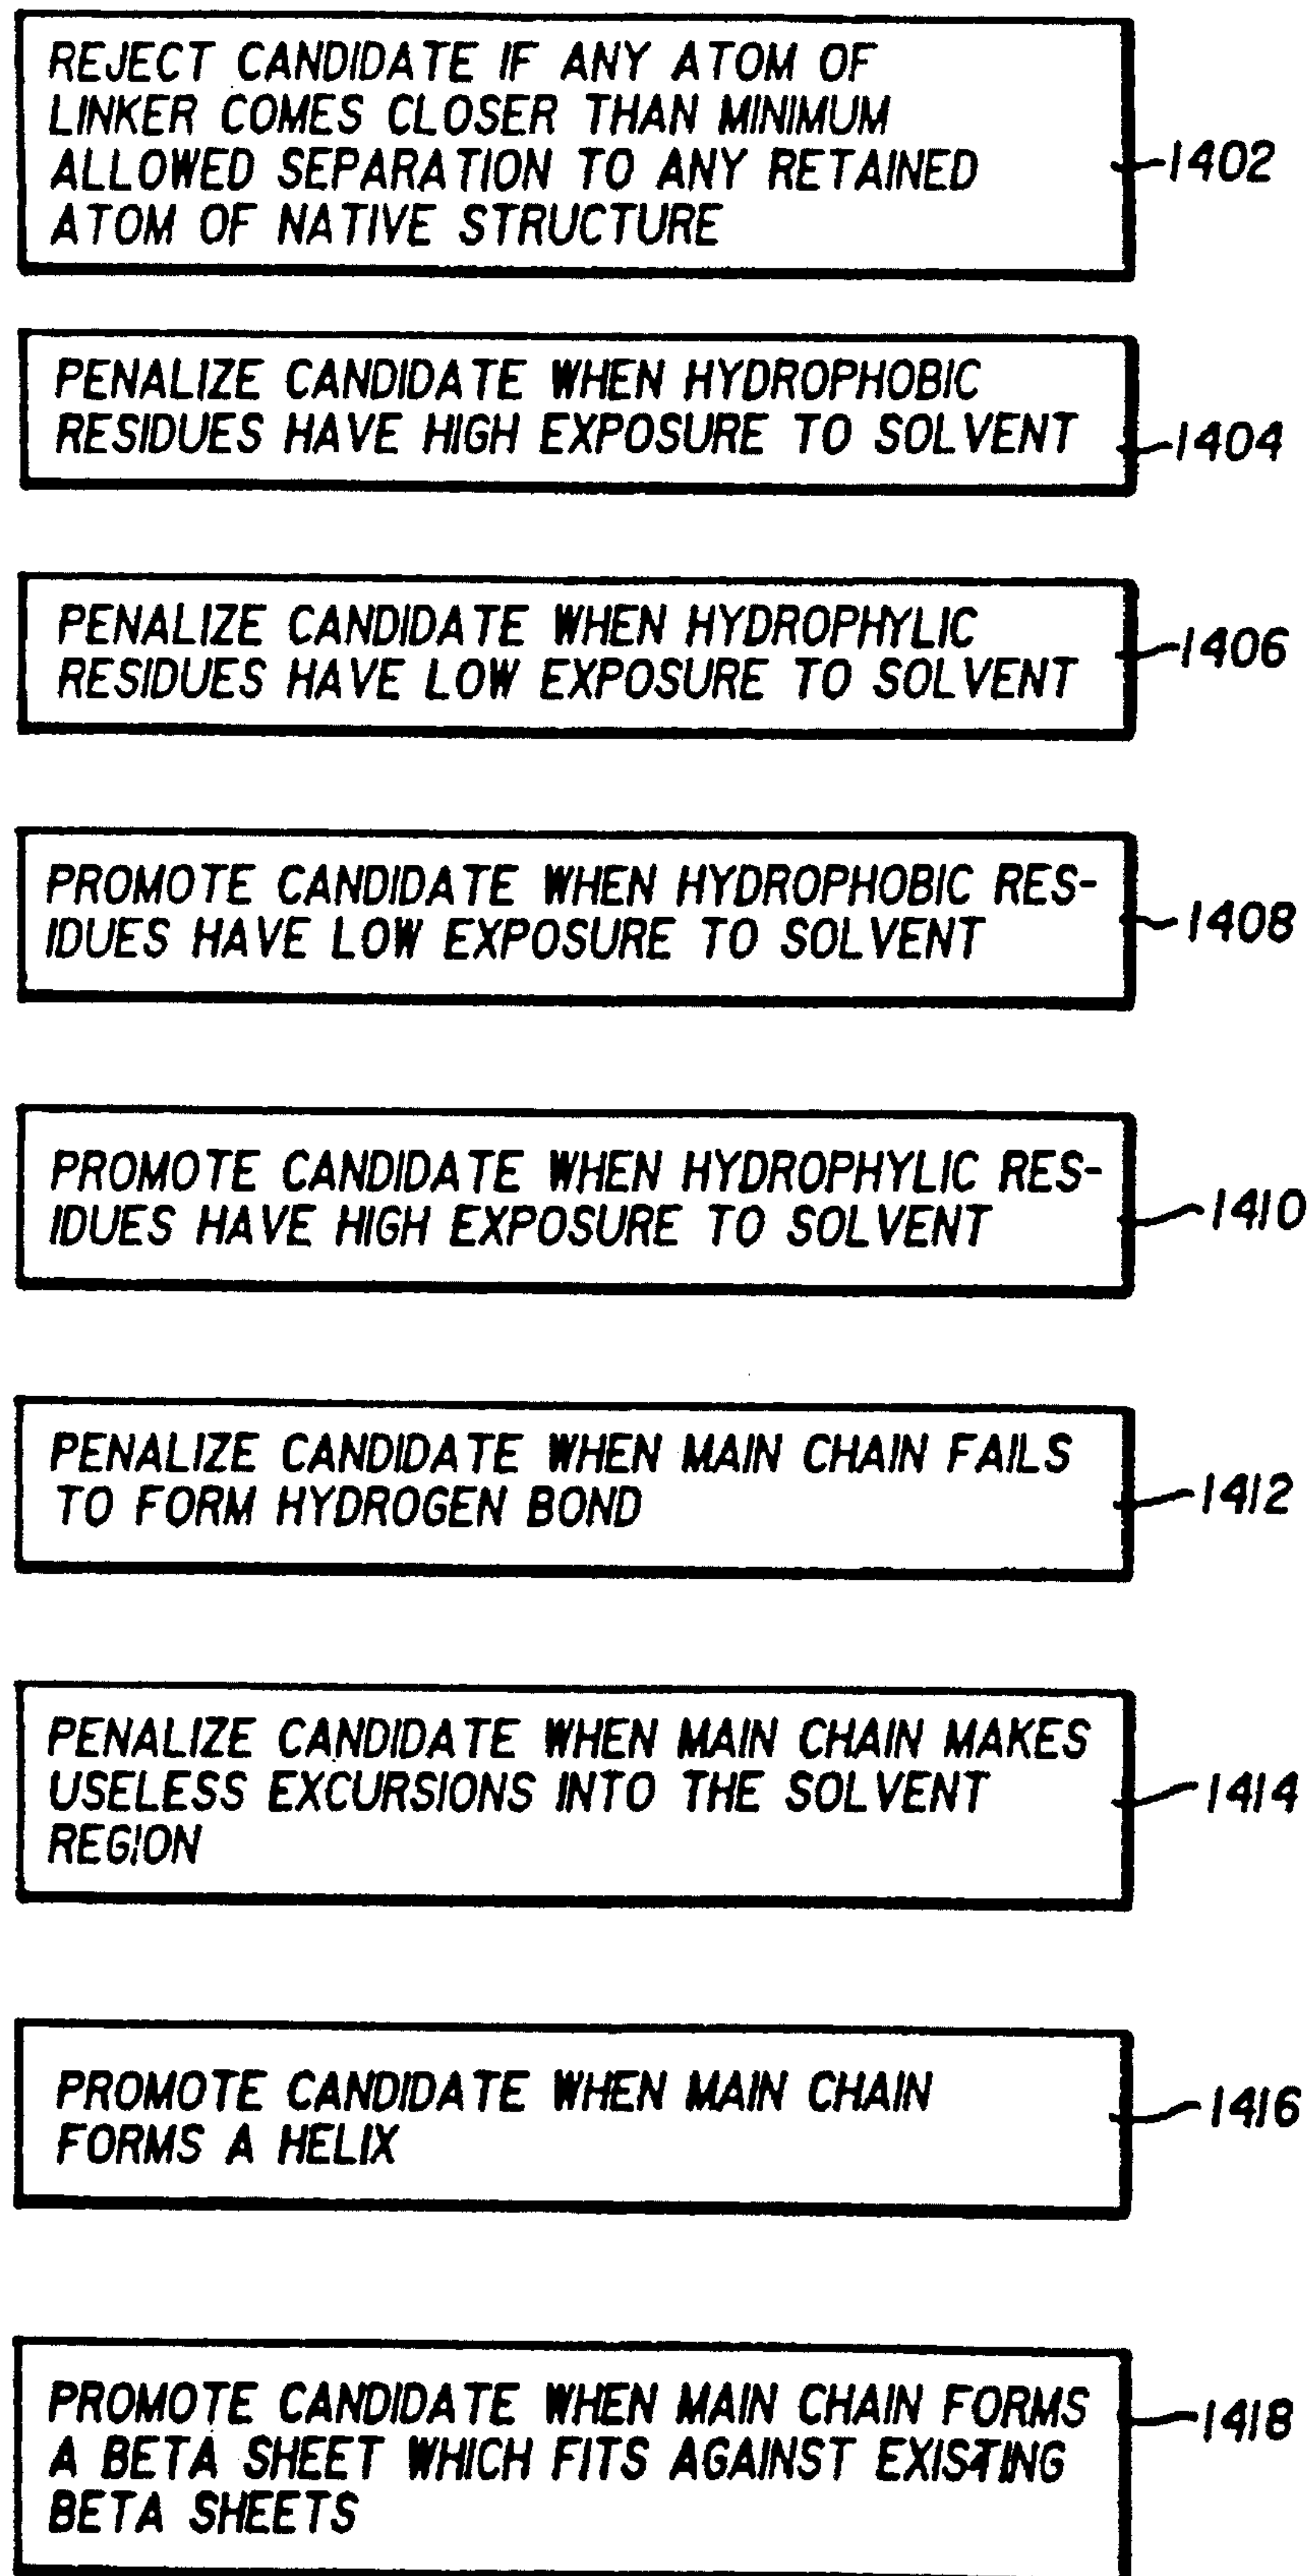 REJECT CANDIDATE IF ANY ATOM OF
LINKER COMES CLOSER THAN MINIMUM
ALLOWED SEPARATION TO ANY RETAINED
ATOM OF NATIVE STRUCTURE
1402
PENALIZE CANDIDATE WHEN HYDROPHOBIC
RESIDUES HAVE HIGH EXPOSURE TO SOLVENT
1404
PENALIZE CANDIDATE WHEN HYDROPHYLIC
RESIDUES HAVE LOW EXPOSURE TO SOLVENT
1406
PROMOTE CANDIDATE WHEN HYDROPHOBIC RES-
IDUES HAVE LOW EXPOSURE TO SOLVENT
1408
PROMOTE CANDIDATE WHEN HYDROPHYLIC RES-
IDUES HAVE HIGH EXPOSURE TO SOLVENT
1410
PENALIZE CANDIDATE WHEN MAIN CHAIN FAILS
TO FORM HYDROGEN BOND
1412
PENALIZE CANDIDATE WHEN MAIN CHAIN MAKES
USELESS EXCURSIONS INTO THE SOLVENT
REGION
1414
PROMOTE CANDIDATE WHEN MAIN CHAIN
FORMS A HELIX
1416
PROMOTE CANDIDATE WHEN MAIN CHAIN FORMS
A BETA SHEET WHICH FITS AGAINST EXISTING
BETA SHEETS
1418